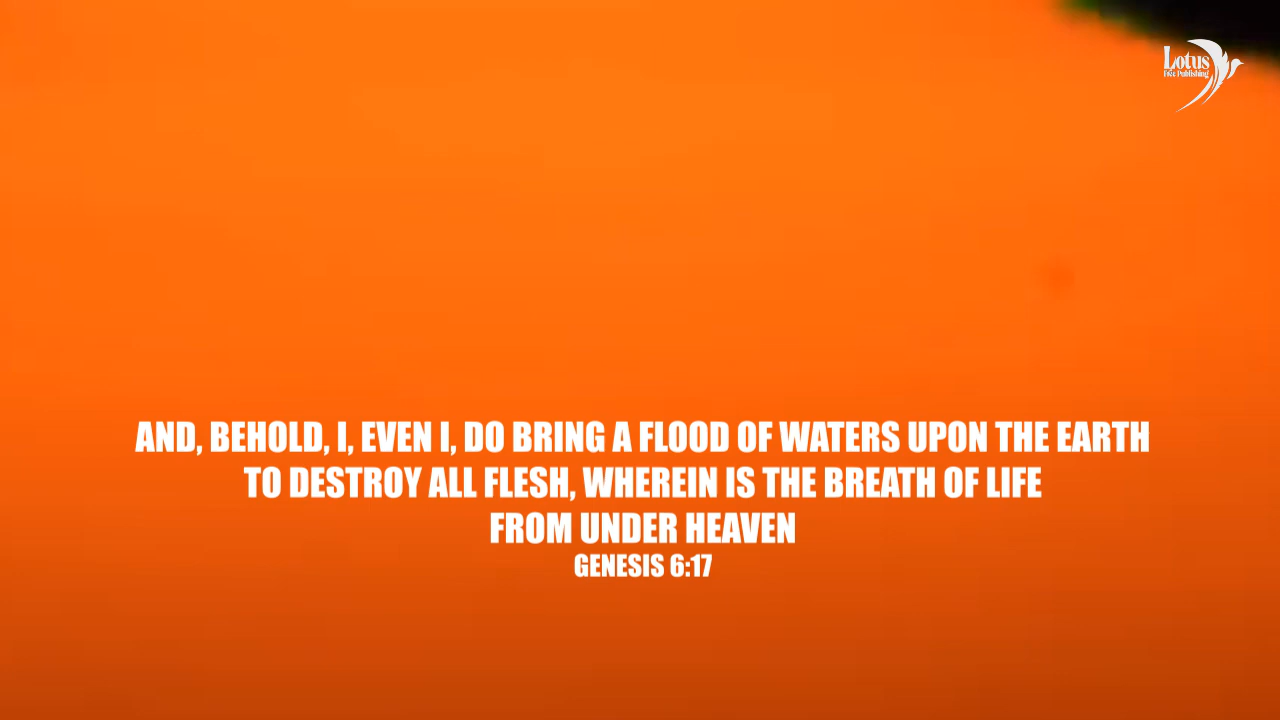 Lotus
Film Publishing
AND, BEHOLD, I, EVEN I, DO BRING A FLOOD OF WATERS UPON THE EARTH
TO DESTROY ALL FLESH, WHEREIN IS THE BREATH OF LIFE
FROM UNDER HEAVEN
GENESIS 6:17